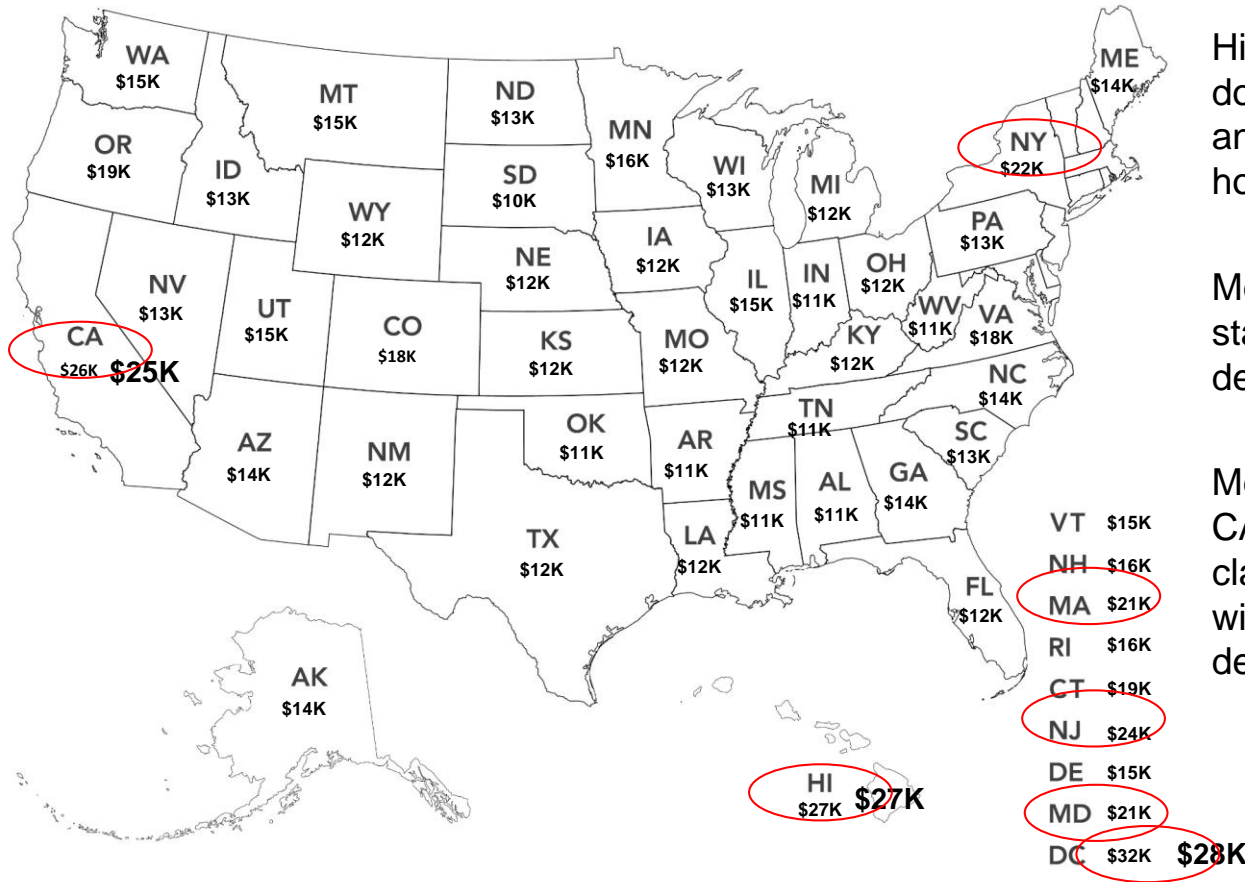 WA
$15K
OR
$19K
ID
$13K
MT
$15K
ND
$13K
SD
$10K
WY
$12K
NE
$12K
MN
$16K
WI
$13K
MI
$12K
IA
$12K
NY
$22K
ME
$14K
PA
$13K
CA
$26K $25K
NV
$13K
UT
$15K
CO
$18K
KS
$12K
MO
$12K
IL
$15K
IN
$11K
OH
$12K
WV
$11K
VA
$18K
KY
$12K
NC
$14K
TN
$11K
SC
$13K
AZ
$14K
NM
$12K
OK
$11K
AR
$11K
MS
$11K
AL
$11K
GA
$14K
TX
$12K
LA
$12K
FL
$12K
AK
$14K
HI
$27K $27K
VT $15K
NH $16K
MA $21K
RI $16K
CT $19K
NJ $24K
DE $15K
MD $21K
DC $32K $28K